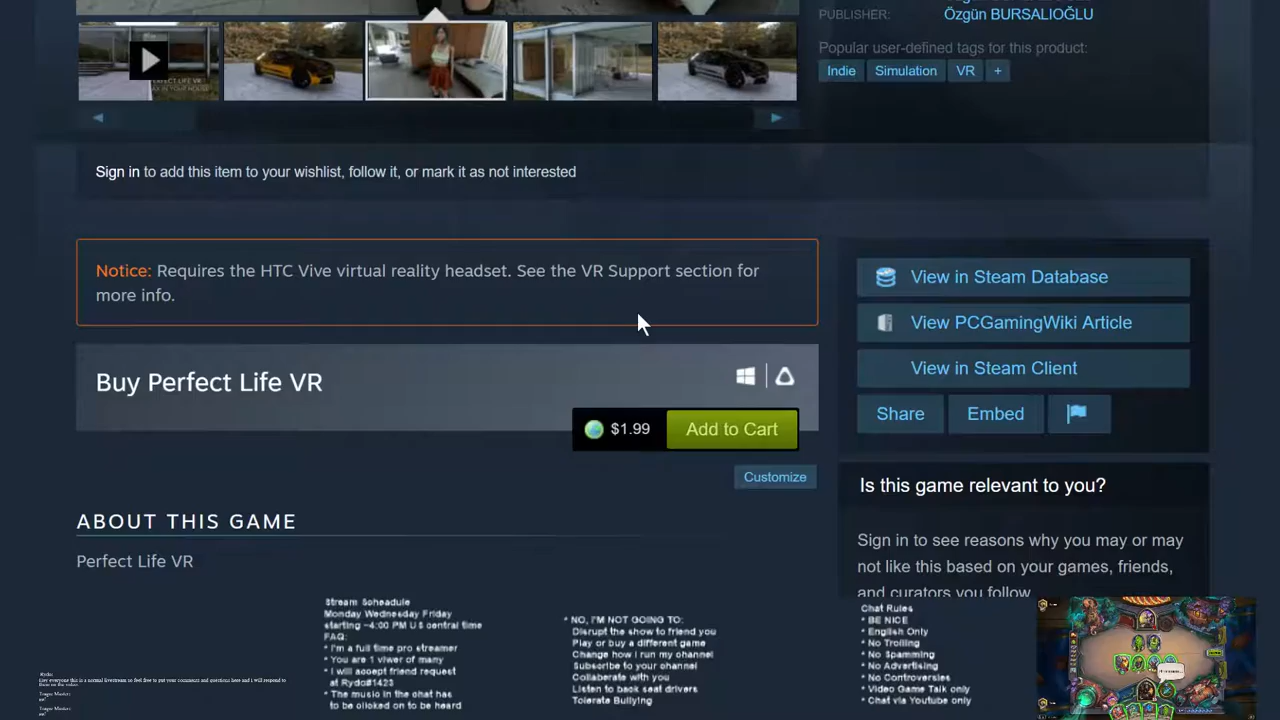 PUBLISHER: Özgün BURSALIOĞLU
Popular user-defined tags for this product:
Indie Simulation VR +
Sign in to add this item to your wishlist, follow it, or mark it as not interested
Notice: Requires the HTC Vive virtual reality headset. See the VR Support section for
more info.
View in Steam Database
View PCGamingWiki Article
View in Steam Client
Share Embed
Buy Perfect Life VR
$1.99 Add to Cart
Customize
Is this game relevant to you?
Sign in to see reasons why you may or may
not like this based on your games, friends,
and curators you follow.
ABOUT THIS GAME
Perfect Life VR
Stream Scheadule
Monday Wednesday Friday
starting ~4:00 PM US central time
FAQ:
* I'm a full time pro streamer
* You are 1 viwer of many
* I will accept friend request
at Rydo#1423
* The music in the chat has
to be clicked on to be heard
* NO, I'M NOT GOING TO:
Disrupt the show to friend you
Play or buy a different game
Change how I run my channel
Subscribe to your channel
Collaberate with you
Listen to back seat drivers
Tolerate Bullying
Chat Rules
* BE NICE
* English Only
* No Trolling
* No Spamming
* No Advertising
* No Controversies
* Video Game Talk only
* Chat via Youtube only